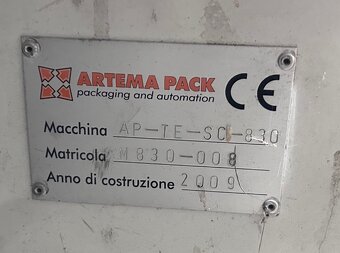 ARTEMA PACK
packaging and automation
CE
Macchina AP-TE-SC-830
Matricola M830-008
Anno di costruzione 2009